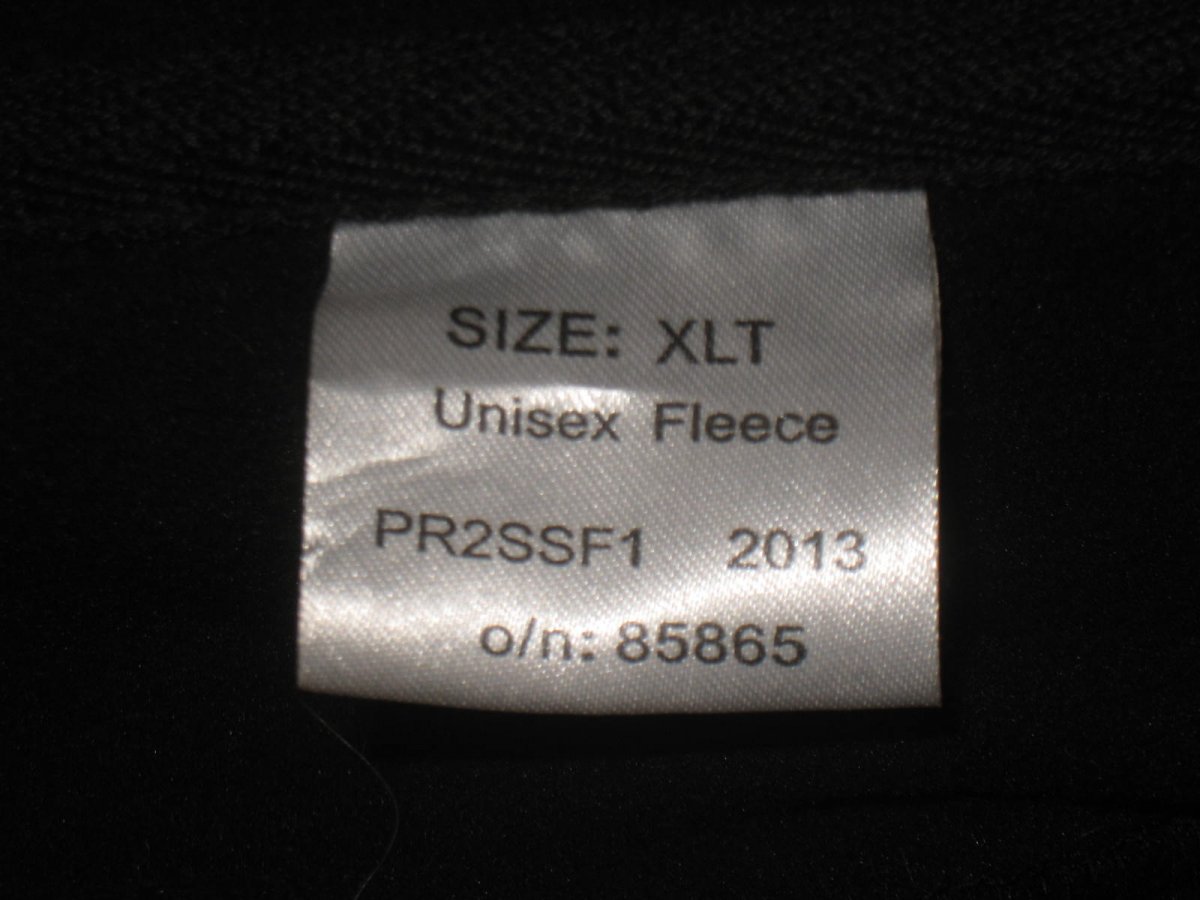 SIZE: XLT
Unisex Fleece
PR2SSF1 2013
o/n: 85865